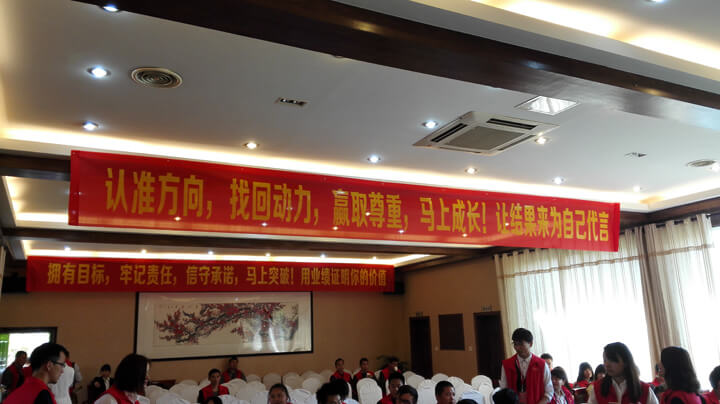 认准方向，找回动力，赢取尊重，马上成长！让结果来为自己代言
拥有目标，牢记责任，信守承诺，马上突破！用业绩证明你的价值